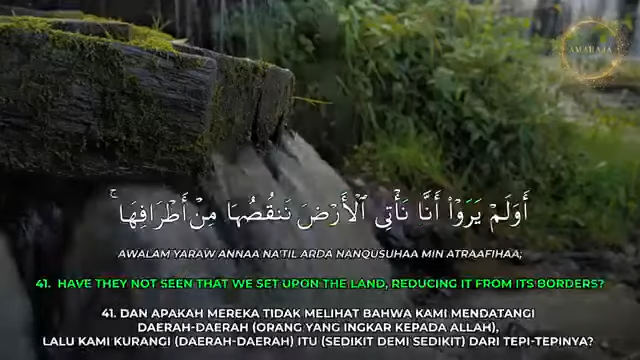 AMAHAJA
أَوَلَمْ يَرَوْا۟ أَنَّا نَأْتِى ٱلْأَرْضَ نَنقُصُهَا مِنْ أَطْرَافِهَا ۚ
AWALAM YARAW ANNAA NA'TIL ARDA NANQUSUHAA MIN ATRAAFIHAA;
41. HAVE THEY NOT SEEN THAT WE SET UPON THE LAND, REDUCING IT FROM ITS BORDERS?
41. DAN APAKAH MEREKA TIDAK MELIHAT BAHWA KAMI MENDATANGI
DAERAH-DAERAH (ORANG YANG INGKAR KEPADA ALLAH),
LALU KAMI KURANGI (DAERAH-DAERAH) ITU (SEDIKIT DEMI SEDIKIT) DARI TEPI-TEPINYA?